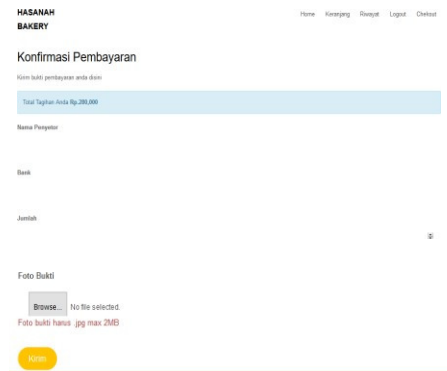 HASANAH
BAKERY
Home Keranjang Riwayat Logout Chekout
Konfirmasi Pembayaran
Kirim bukti pembayaran anda disini
Total Tagihan Anda Rp.280,000
Nama Penyetor
Bank
Jumlah
Foto Bukti
Browse... No file selected.
Foto bukti harus .jpg max 2MB
Kirim